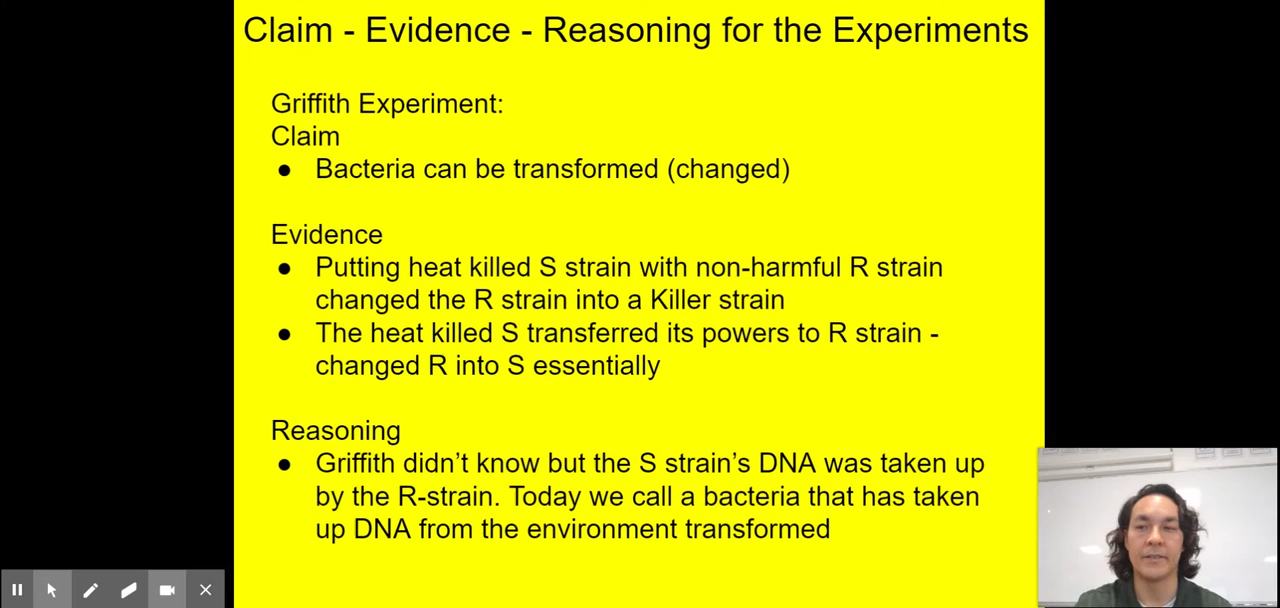 Claim - Evidence - Reasoning for the Experiments
Griffith Experiment:
Claim
● Bacteria can be transformed (changed)
Evidence
● Putting heat killed S strain with non-harmful R strain
changed the R strain into a Killer strain
● The heat killed S transferred its powers to R strain -
changed R into S essentially
Reasoning
● Griffith didn’t know but the S strain’s DNA was taken up
by the R-strain. Today we call a bacteria that has taken
up DNA from the environment transformed